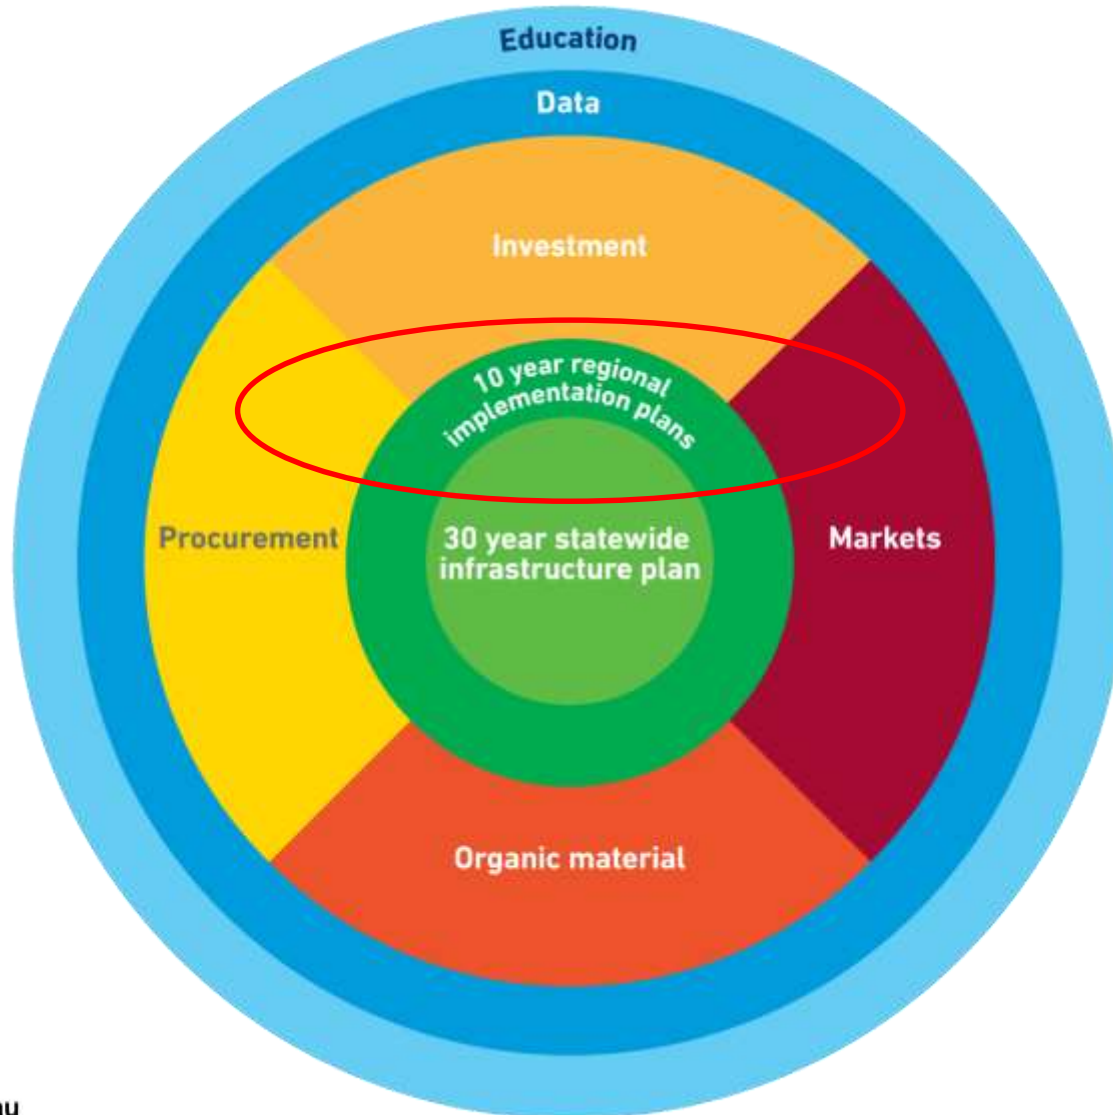 Education
Data
Investment
10 year regional
implementation plans
Procurement
30 year statewide
infrastructure plan
Markets
Organic material